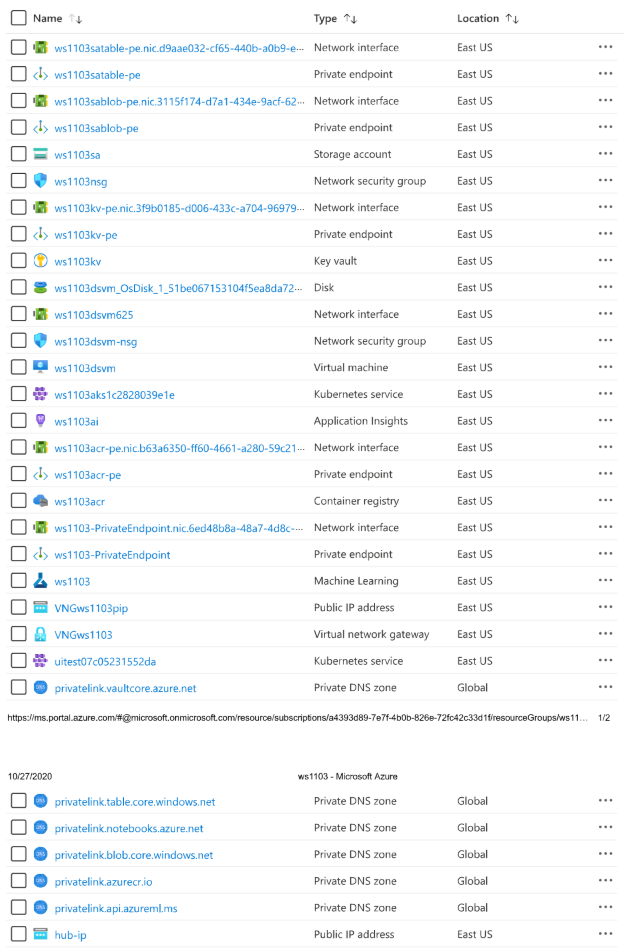 Name ↑↓ Type ↑↓ Location ↑↓
ws1103satable-pe.nic.d9aae032-cf65-440b-a0b9-e··· Network interface East US ···
ws1103satable-pe Private endpoint East US ···
ws1103sablob-pe.nic.3115f174-d7a1-434e-9acf-62··· Network interface East US ···
ws1103sablob-pe Private endpoint East US ···
ws1103sa Storage account East US ···
ws1103nsg Network security group East US ···
ws1103kv-pe.nic.3f9b0185-d006-433c-a704-96979··· Network interface East US ···
ws1103kv-pe Private endpoint East US ···
ws1103kv Key vault East US ···
ws1103dsvm_OsDisk_1_51be067153104f5ea8da72··· Disk East US ···
ws1103dsvm625 Network interface East US ···
ws1103dsvm-nsg Network security group East US ···
ws1103dsvm Virtual machine East US ···
ws1103aks1c2828039e1e Kubernetes service East US ···
ws1103ai Application Insights East US ···
ws1103acr-pe.nic.b63a6350-ff60-4661-a280-59c21··· Network interface East US ···
ws1103acr-pe Private endpoint East US ···
ws1103acr Container registry East US ···
ws1103-PrivateEndpoint.nic.6ed48b8a-48a7-4d8c-··· Network interface East US ···
ws1103-PrivateEndpoint Private endpoint East US ···
ws1103 Machine Learning East US ···
VNGws1103pip Public IP address East US ···
VNGws1103 Virtual network gateway East US ···
uitest07c05231552da Kubernetes service East US ···
DNS privatelink.vaultcore.azure.net Private DNS zone Global ···
https://ms.portal.azure.com/#@microsoft.onmicrosoft.com/resource/subscriptions/a4393d89-7e7f-4b0b-826e-72fc42c33d1f/resourceGroups/ws11... 1/2
10/27/2020 ws1103 - Microsoft Azure
DNS privatelink.table.core.windows.net Private DNS zone Global ···
DNS privatelink.notebooks.azure.net Private DNS zone Global ···
DNS privatelink.blob.core.windows.net Private DNS zone Global ···
DNS privatelink.azurecr.io Private DNS zone Global ···
DNS privatelink.api.azureml.ms Private DNS zone Global ···
hub-ip Public IP address East US ···